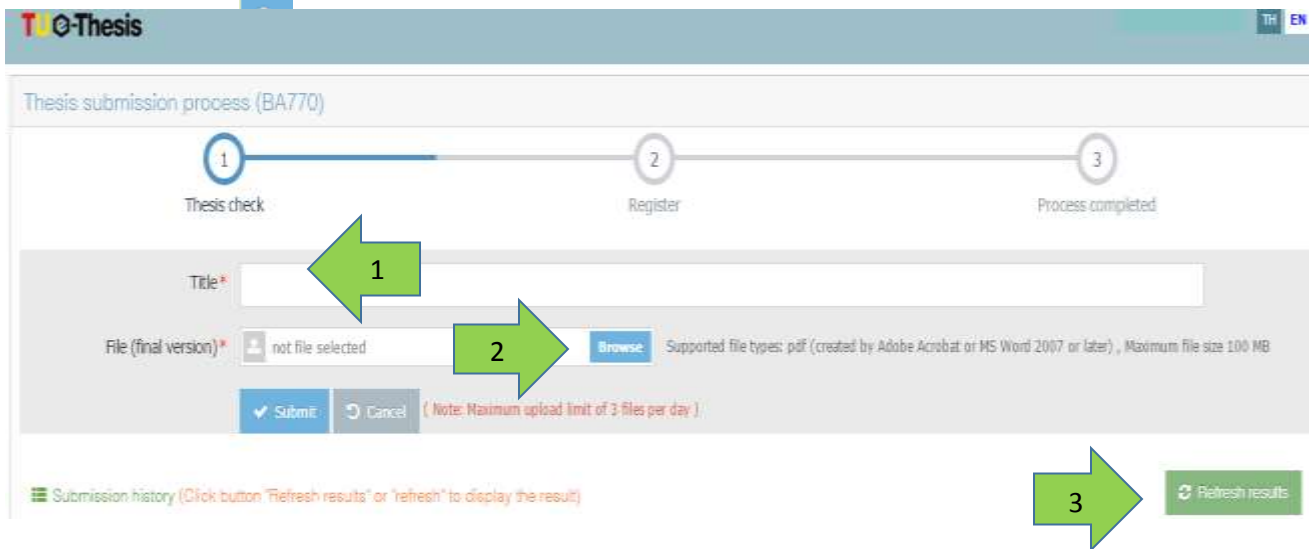 TU e-Thesis
TH EN
Thesis submission process (BA770)
1 2 3
Thesis check Register Process completed
Title* 1
File (final version)* not file selected 2 Browse Supported file types: pdf (created by Adobe Acrobat or MS Word 2007 or later) , Maximum file size 100 MB
Submit Cancel ( Note: Maximum upload limit of 3 files per day )
Submission history (Click button "Refresh results" or "refresh" to display the result) 3 Refresh results